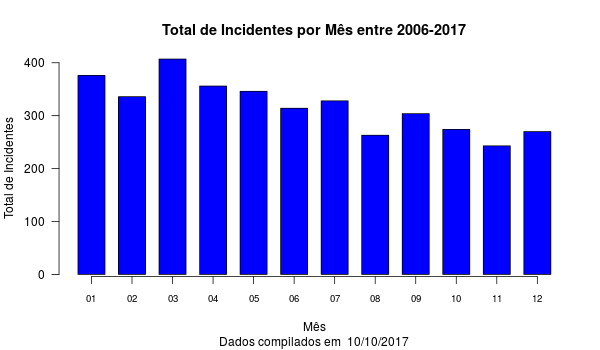 Total de Incidentes por Mês entre 2006-2017
Total de Incidentes
400
300
200
100
0
01 02 03 04 05 06 07 08 09 10 11 12
Mês
Dados compilados em  10/10/2017